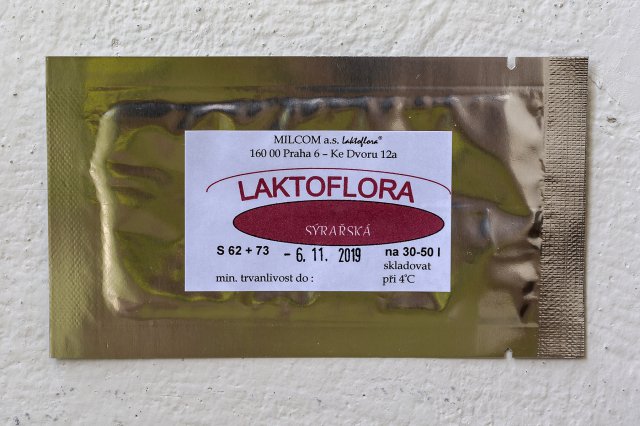 MILCOM a.s. Laktoflora®
160 00 Praha 6 – Ke Dvoru 12a
LAKTOFLORA
SÝRAŘSKÁ
S 62 + 73 – 6. 11. 2019 na 30-50 l
skladovat
min. trvanlivost do : při 4°C